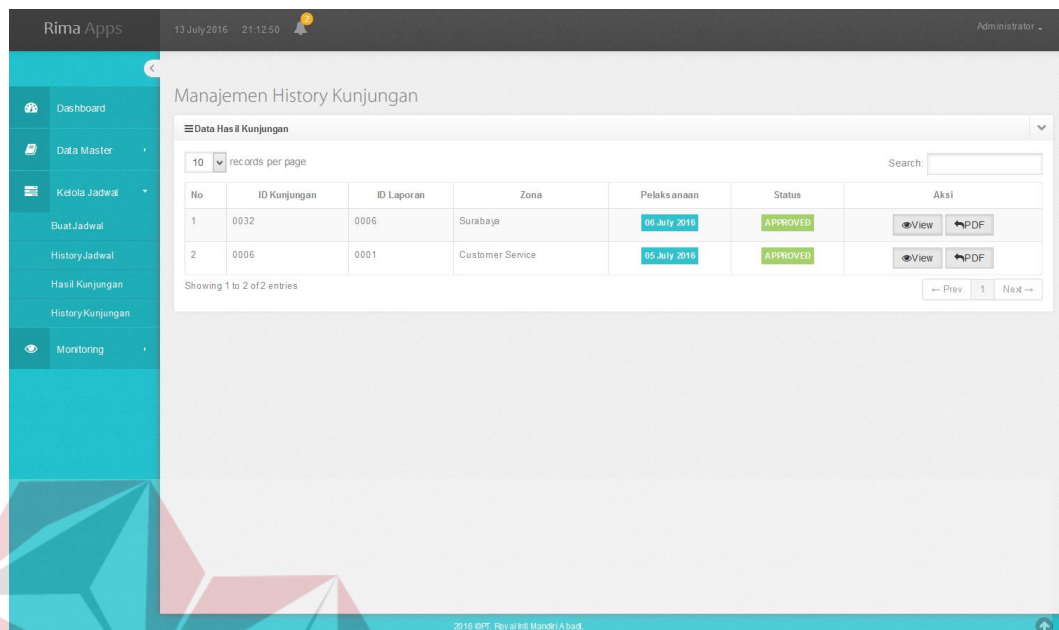 Rima Apps
13 July 2016 21:12:50 2 Administrator
Dashboard
Data Master
Kelola Jadwal
Buat Jadwal
History Jadwal
Hasil Kunjungan
History Kunjungan
Monitoring
Manajemen History Kunjungan
Data Hasil Kunjungan
10 records per page Search:
No ID Kunjungan ID Laporan Zona Pelaksanaan Status Aksi
1 0032 0006 Surabaya 06 July 2016 APPROVED View PDF
2 0006 0001 Customer Service 05 July 2016 APPROVED View PDF
Showing 1 to 2 of 2 entries ← Prev 1 Next →
2016 ©PT. Royal Inti Mandiri Abadi.